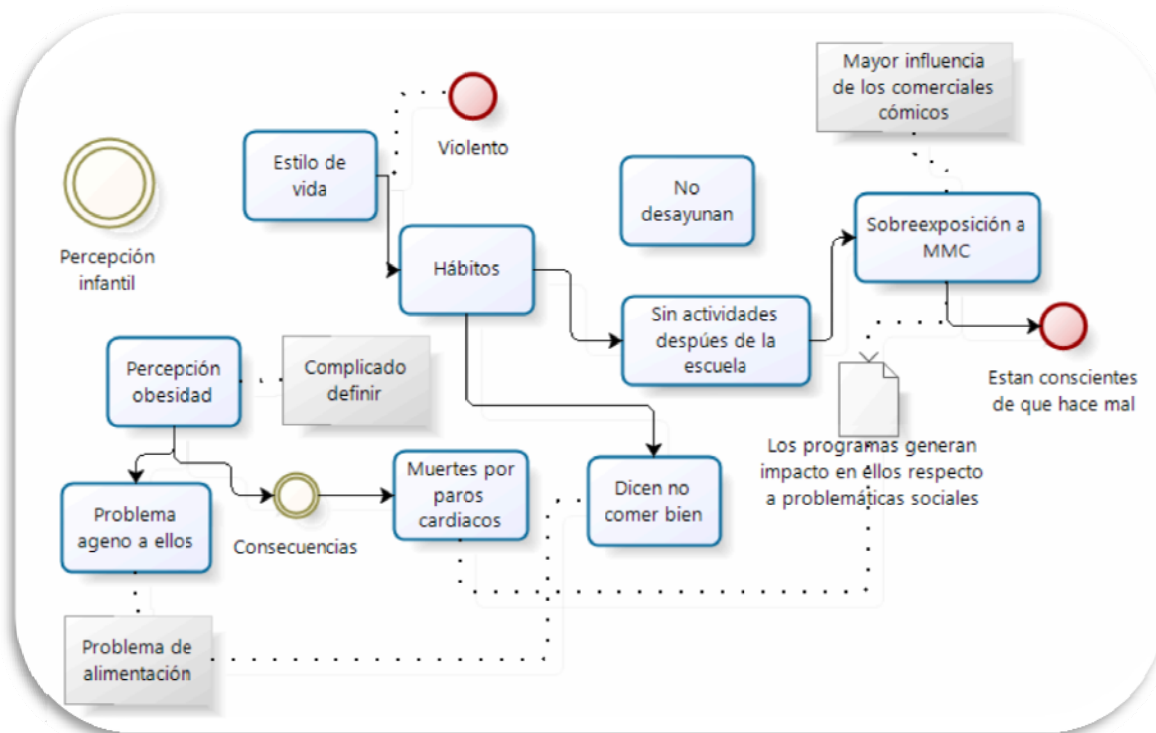 Mayor influencia
de los comerciales
cómicos
Violento
Estilo de
vida
No
desayunan
Sobreexposición a
MMC
Percepción
infantil
Hábitos
Sin actividades
despúes de la
escuela
Percepción
obesidad
Complicado
definir
Estan conscientes
de que hace mal
Los programas generan
impacto en ellos respecto
a problemáticas sociales
Muertes por
paros
cardiacos
Dicen no
comer bien
Problema
ageno a ellos
Consecuencias
Problema de
alimentación